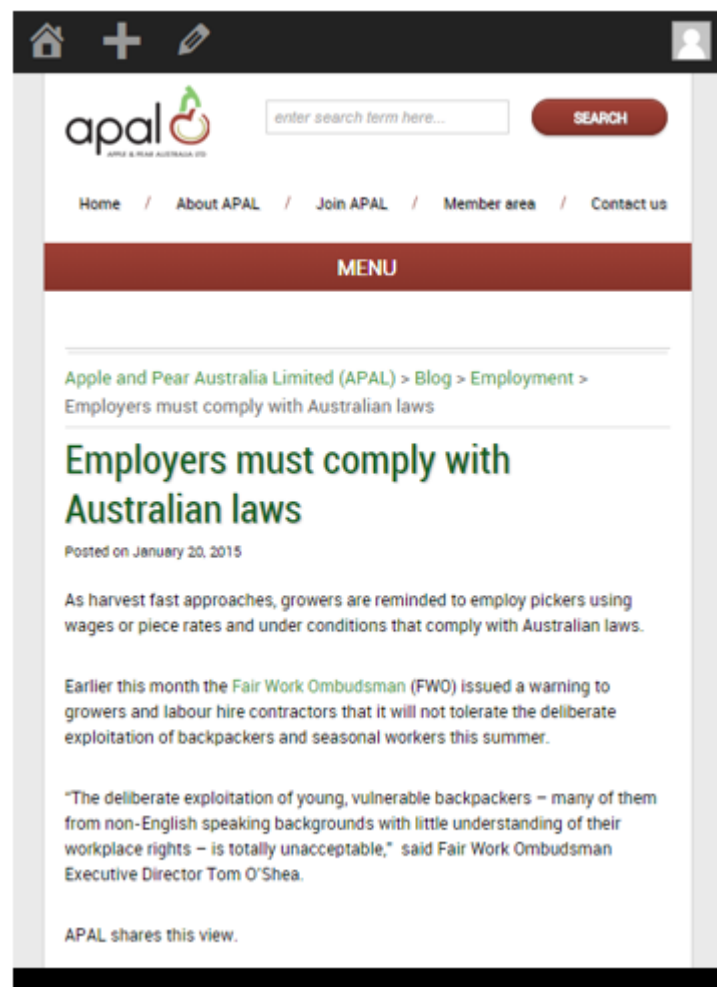 apal
APPLE & PEAR AUSTRALIA LTD
enter search term here...
SEARCH
Home / About APAL / Join APAL / Member area / Contact us
MENU
Apple and Pear Australia Limited (APAL) > Blog > Employment >
Employers must comply with Australian laws
Employers must comply with
Australian laws
Posted on January 20, 2015
As harvest fast approaches, growers are reminded to employ pickers using
wages or piece rates and under conditions that comply with Australian laws.
Earlier this month the Fair Work Ombudsman (FWO) issued a warning to
growers and labour hire contractors that it will not tolerate the deliberate
exploitation of backpackers and seasonal workers this summer.
“The deliberate exploitation of young, vulnerable backpackers – many of them
from non-English speaking backgrounds with little understanding of their
workplace rights – is totally unacceptable,” said Fair Work Ombudsman
Executive Director Tom O’Shea.
APAL shares this view.